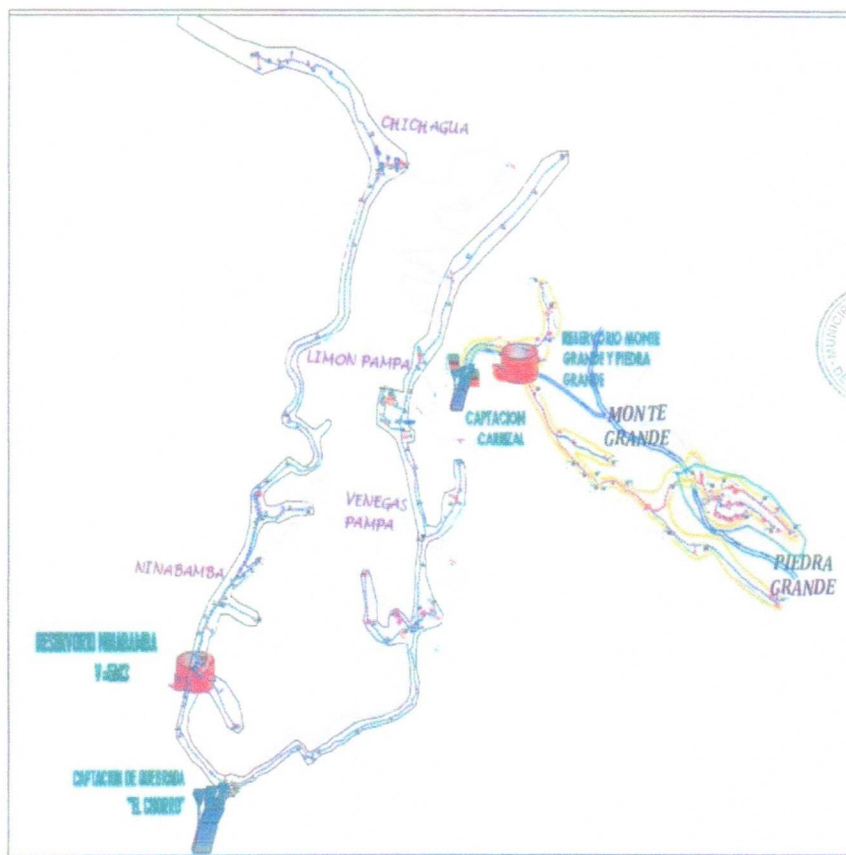 CHICHAGUA
LIMON PAMPA
RESERVORIO MONTE
GRANDE Y PIEDRA
GRANDE
CAPTACION
CARRIZAL
MONTE
GRANDE
VENEGAS
PAMPA
NINABAMBA
PIEDRA
GRANDE
RESERVORIO NINABAMBA
CAPTACION DE QUEBRADA
"EL CHORRO"
MUNICIP